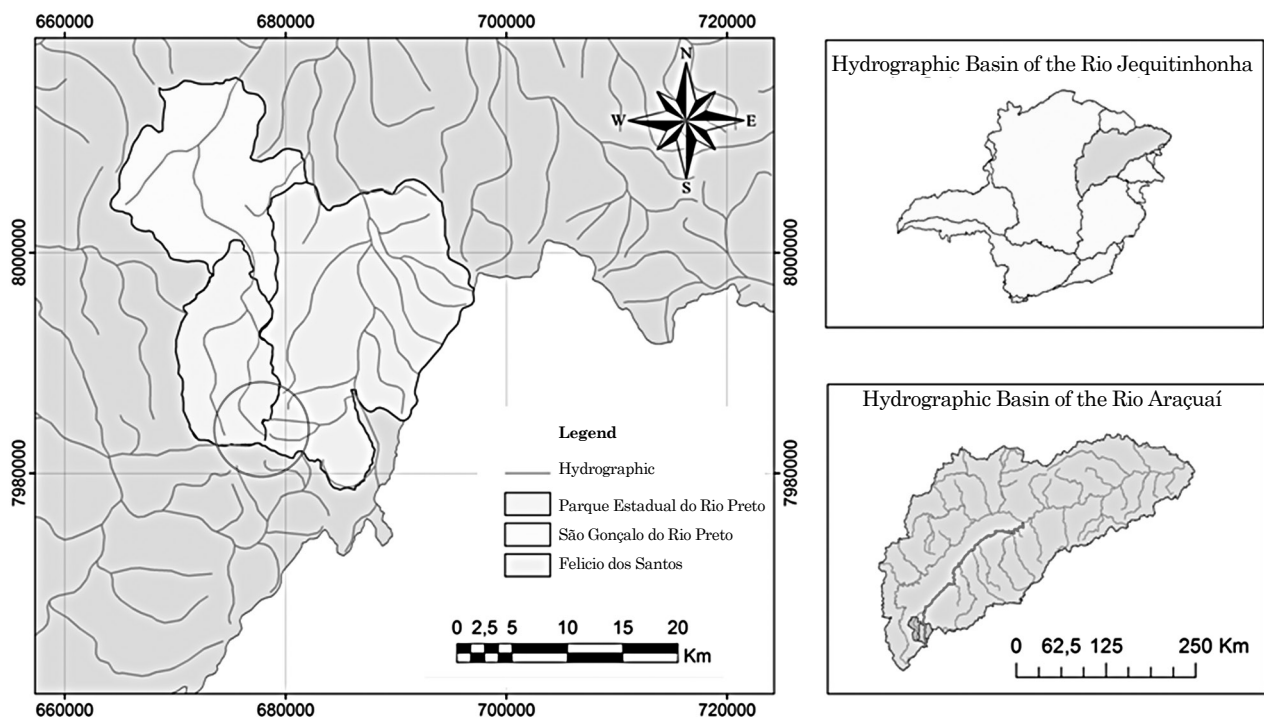 660000 680000 700000 720000
N
W E
S
8000000 8000000
7980000 7980000
Legend
Hydrographic
Parque Estadual do Rio Preto
São Gonçalo do Rio Preto
Felicio dos Santos
0 2,5 5 10 15 20
Km
660000 680000 700000 720000
Hydrographic Basin of the Rio Jequitinhonha
Hydrographic Basin of the Rio Araçuaí
0 62,5 125 250 Km